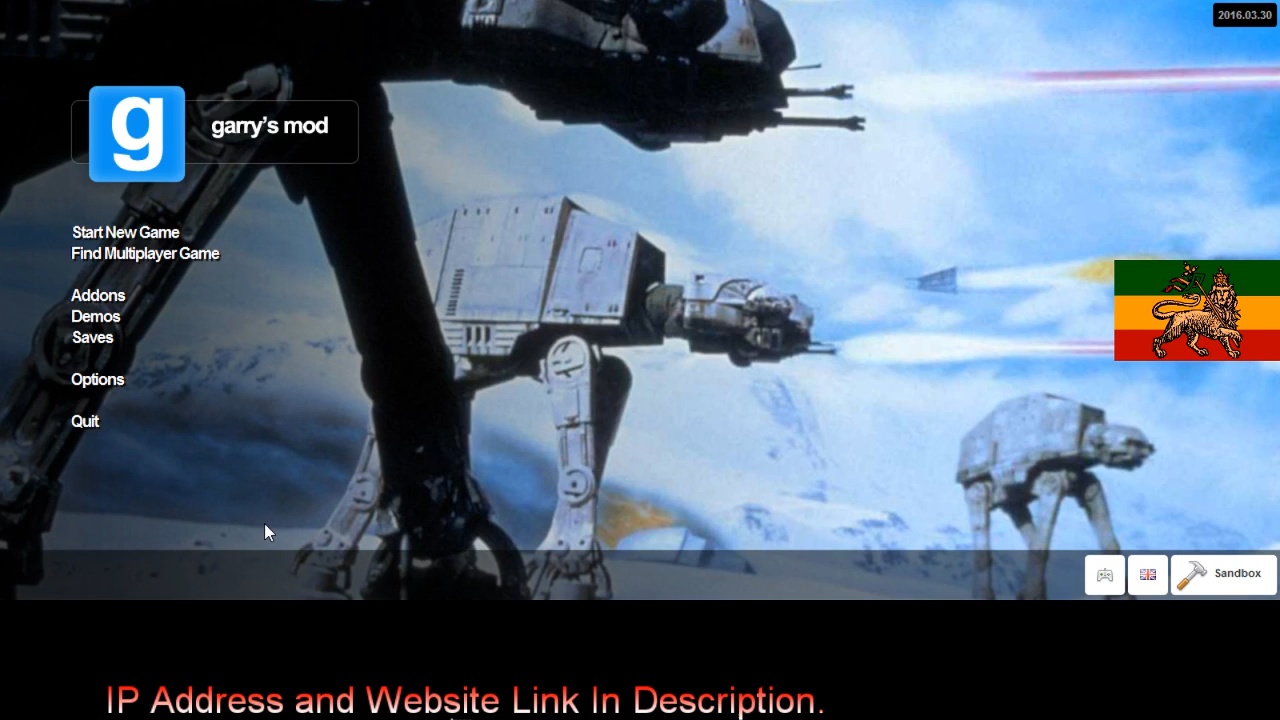 2016.03.30
g
garry's mod
Start New Game
Find Multiplayer Game
Addons
Demos
Saves
Options
Quit
Sandbox
IP Address and Website Link In Description.